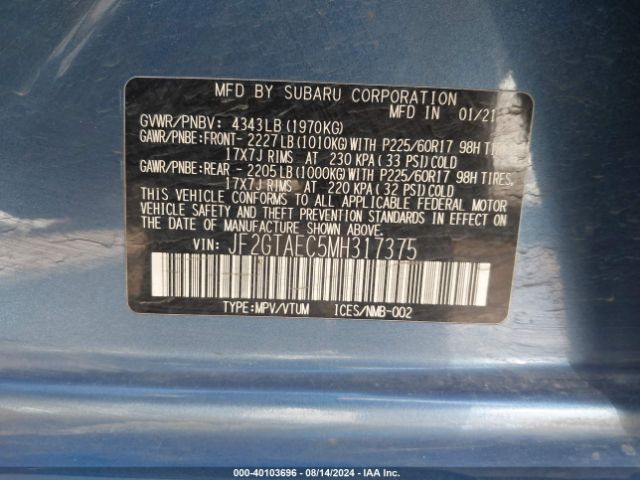 MFD BY SUBARU CORPORATION
MFD IN 01/21
GVWR/PNBV: 4343LB (1970KG)
GAWR/PNBE:FRONT- 2227LB (1010KG) WITH P225/60R17 98H TIRES,
17X7J RIMS AT 230 KPA (33 PSI) COLD
GAWR/PNBE:REAR - 2205LB (1000KG) WITH P225/60R17 98H TIRES,
17X7J RIMS AT 220 KPA (32 PSI) COLD
THIS VEHICLE CONFORMS TO ALL APPLICABLE FEDERAL MOTOR
VEHICLE SAFETY AND THEFT PREVENTION STANDARDS IN EFFECT ON
THE DATE OF MANUFACTURE SHOWN ABOVE.
VIN: JF2GTAEC5MH317375
TYPE:MPV/VTUM ICES/NMB-002
000-40103696 - 08/14/2024 - IAA Inc.